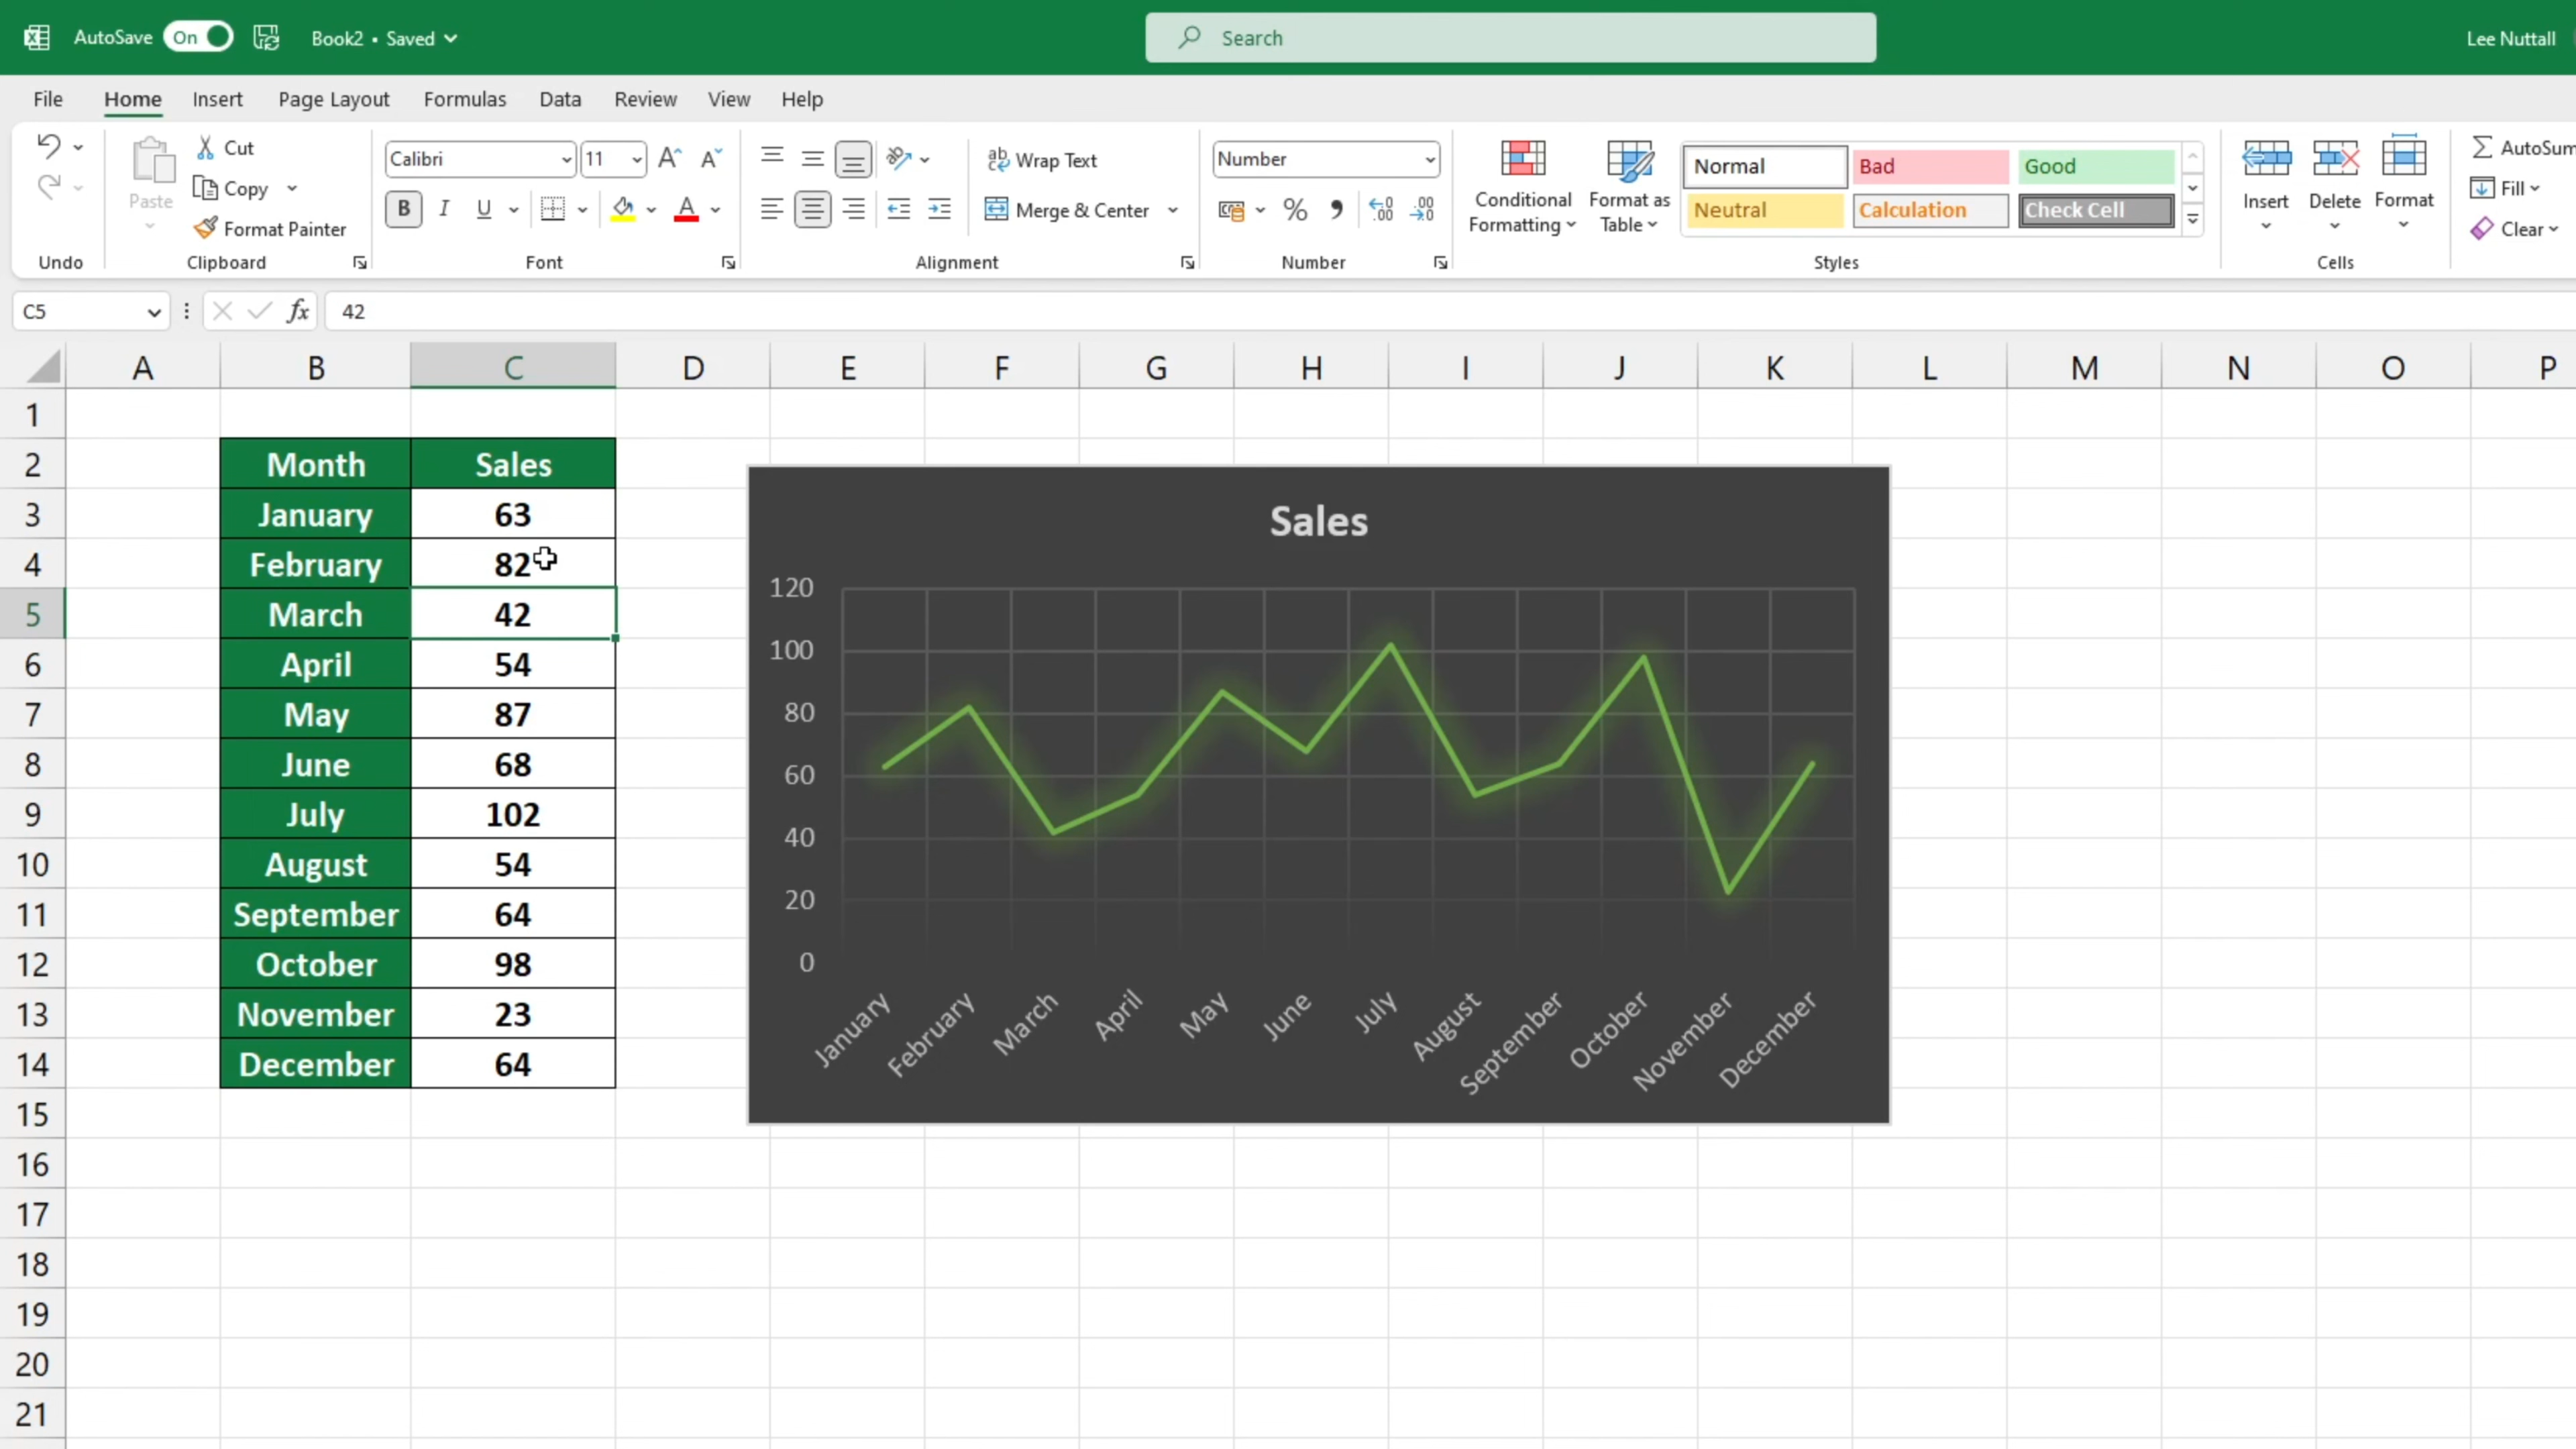 AutoSave On Book2 • Saved Search Lee Nuttall
File Home Insert Page Layout Formulas Data Review View Help
Paste
Cut
Copy
Format Painter
Calibri 11
B I U A
ab Wrap Text
Merge & Center
Number
% 9 .00 .00
Conditional Formatting
Format as Table
Normal Bad Good
Neutral Calculation Check Cell
Insert Delete Format
AutoSum
Fill
Clear
Undo Clipboard Font Alignment Number Styles Cells
C5 fx 42
A B C D E F G H I J K L M N O P
1
2 Month Sales
3 January 63
4 February 82
5 March 42
6 April 54
7 May 87
8 June 68
9 July 102
10 August 54
11 September 64
12 October 98
13 November 23
14 December 64
15
16
17
18
19
20
21
Sales
120
100
80
60
40
20
0
January February March April May June July August September October November December